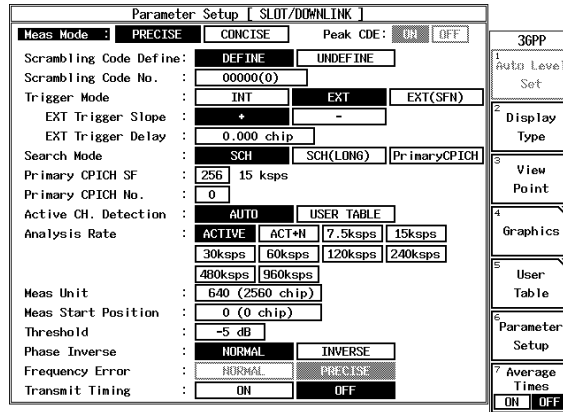 Parameter Setup [ SLOT/DOWNLINK ]
Meas Mode : PRECISE CONCISE Peak CDE: ON OFF
Scrambling Code Define: DEFINE UNDEFINE
Scrambling Code No. : 00000(0)
Trigger Mode : INT EXT EXT(SFN)
EXT Trigger Slope : + -
EXT Trigger Delay : 0.000 chip
Search Mode : SCH SCH(LONG) PrimaryCPICH
Primary CPICH SF : 256 15 ksps
Primary CPICH No. : 0
Active CH. Detection : AUTO USER TABLE
Analysis Rate : ACTIVE ACT+N 7.5ksps 15ksps
30ksps 60ksps 120ksps 240ksps
480ksps 960ksps
Meas Unit : 640 (2560 chip)
Meas Start Position : 0 (0 chip)
Threshold : -5 dB
Phase Inverse : NORMAL INVERSE
Frequency Error : NORMAL PRECISE
Transmit Timing : ON OFF
3GPP
1
Auto Level
Set
2
Display
Type
3
View
Point
4
Graphics
5
User
Table
6
Parameter
Setup
7
Average
Times
ON OFF